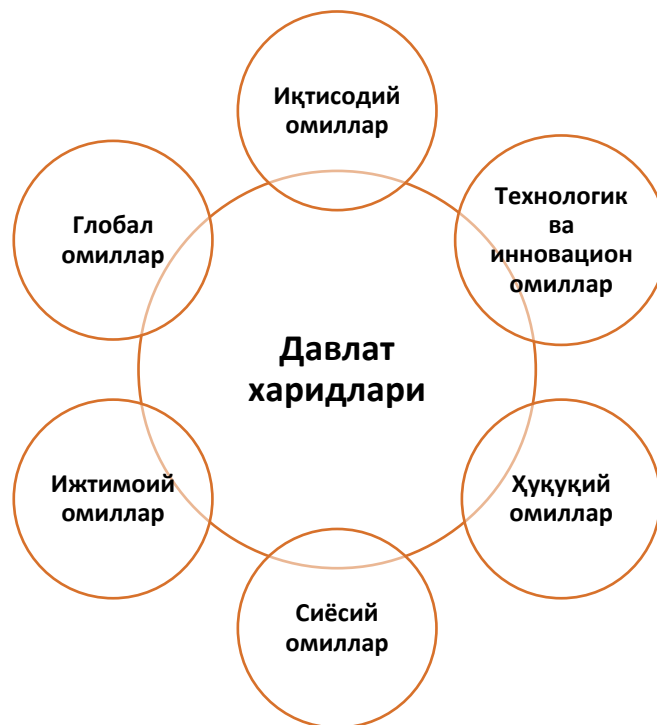 Иқтисодий
омиллар
Технологик
ва
инновацион
омиллар
Глобал
омиллар
Давлат
харидлари
Ижтимоий
омиллар
Ҳуқуқий
омиллар
Сиёсий
омиллар